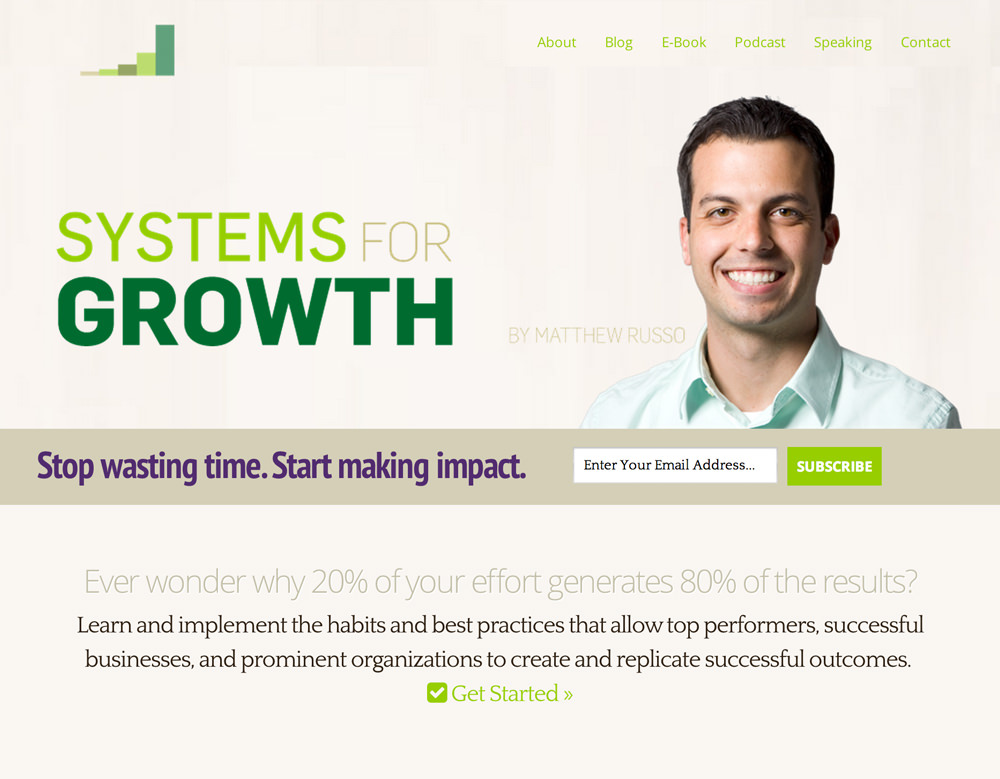 About Blog E-Book Podcast Speaking Contact
SYSTEMS FOR
GROWTH
BY MATTHEW RUSSO
Stop wasting time. Start making impact.
Enter Your Email Address... SUBSCRIBE
Ever wonder why 20% of your effort generates 80% of the results?
Learn and implement the habits and best practices that allow top performers, successful
businesses, and prominent organizations to create and replicate successful outcomes.
Get Started »